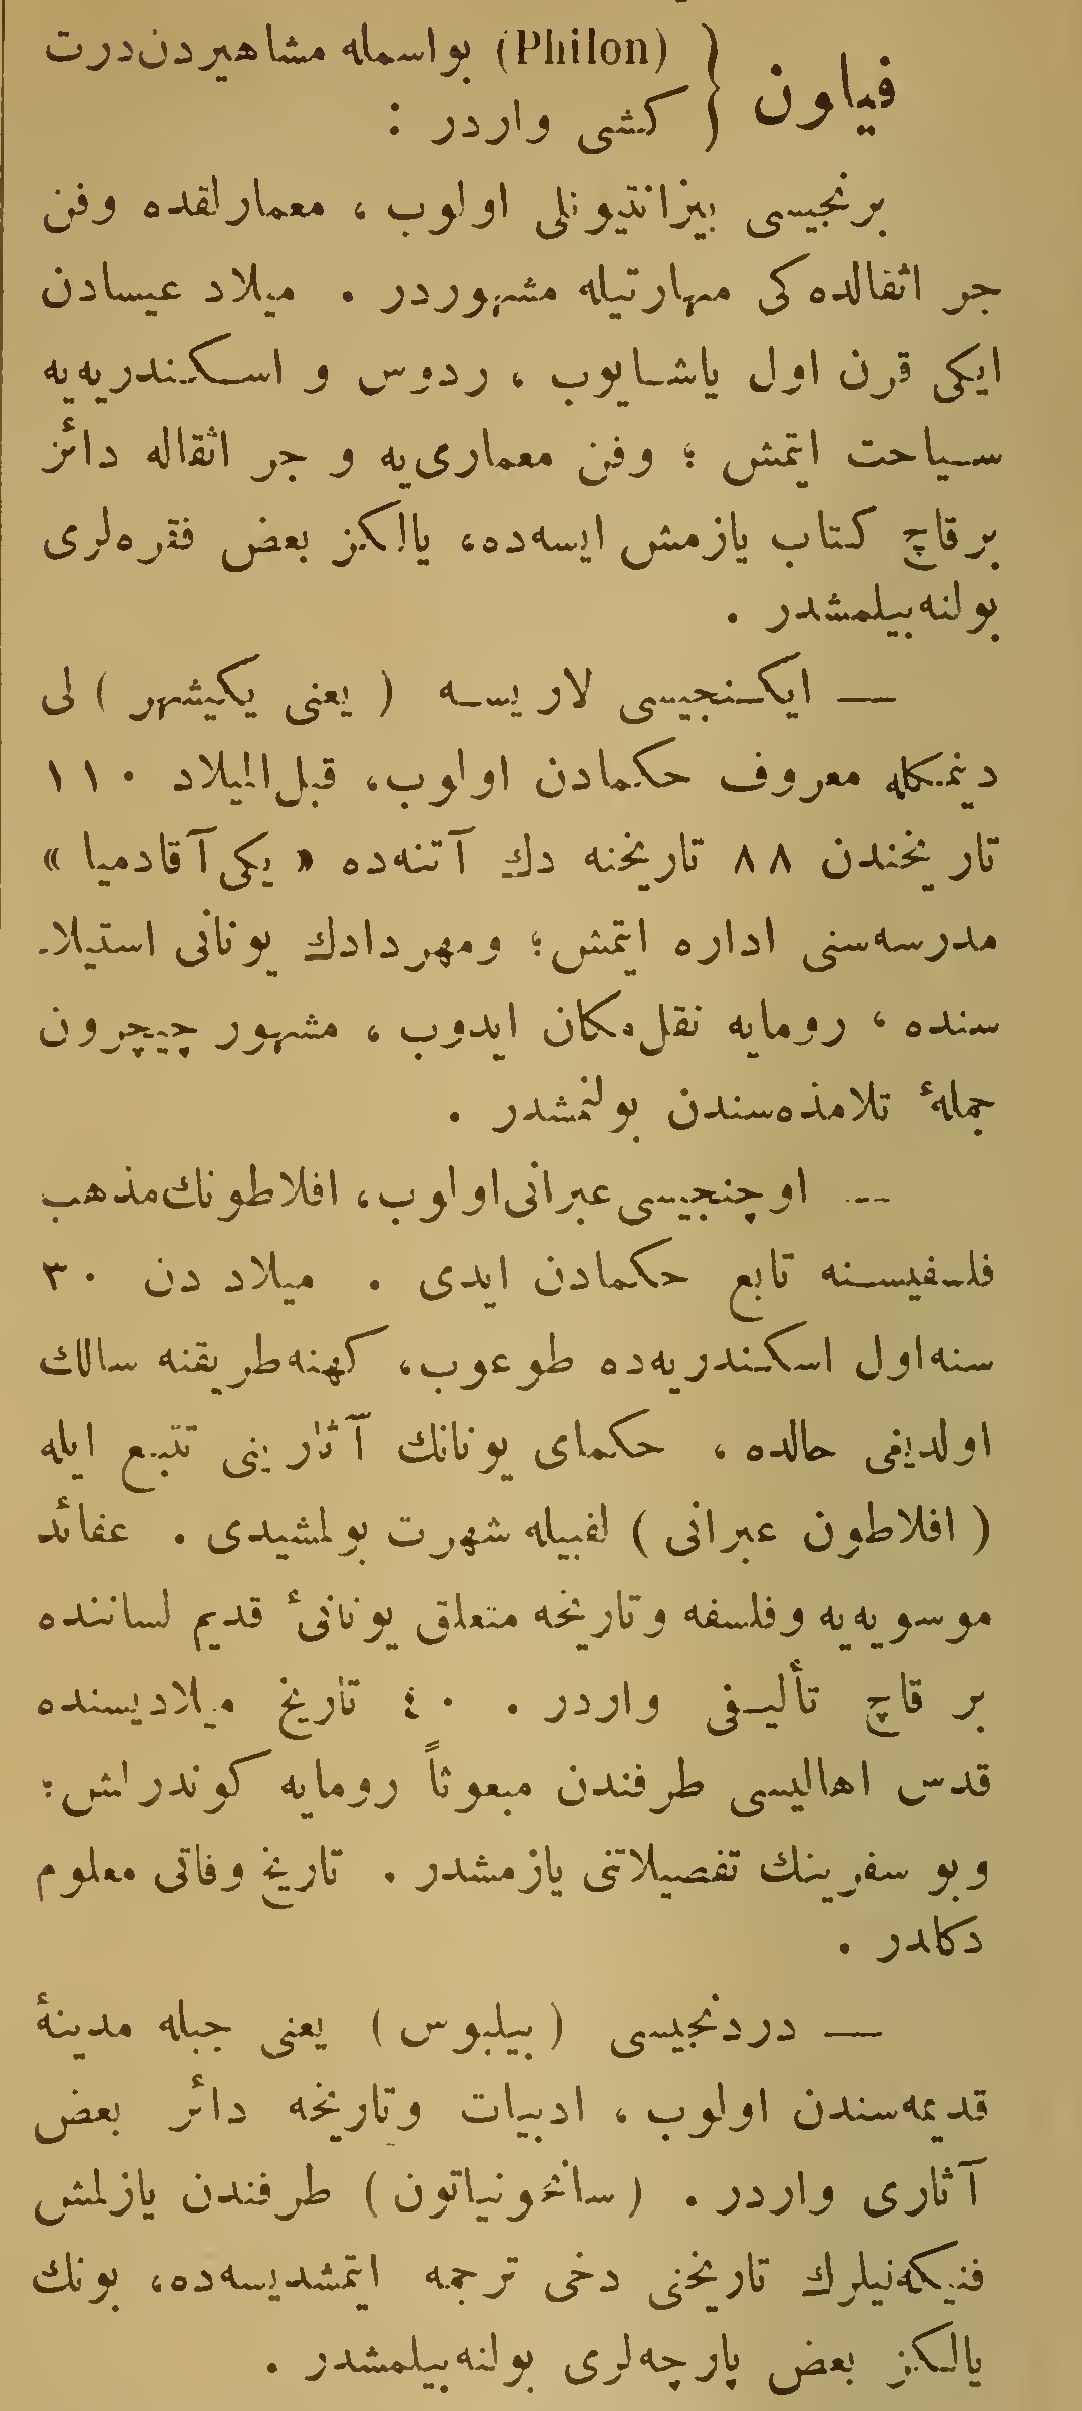 فیلون { (Philon) بو اسمله مشاهیردن درت
کشی واردر :
برنجیسی بیزانتیونلی اولوب ، معمارلقده وفن
جر اثقالده‌کی مهارتیله مشهوردر . میلاد عیسادن
ایکی قرن اول یاشایوب ، ردوس و اسکندریه‌یه
سیاحت ایتمش ؛ وفن معماری‌یه و جر اثقاله دائر
برقاچ کتاب یازمش ایسه‌ده، یالکز بعض فقره‌لری
بولنه‌بیلمشدر .
— ایکنجیسی لاریسه ( یعنی یکیشهر ) لی
دینمکله معروف حکمادن اولوب، قبل‌المیلاد ۱۱۰
تاریخندن ۸۸ تاریخنه دك آتنه‌ده « یکی آقادمیا »
مدرسه‌سنی اداره ایتمش؛ ومهردادك یونانی استیلا-
سنده ، رومایه نقل‌مکان ایدوب ، مشهور چیچرون
جملهٔ تلامذه‌سندن بولنمشدر .
— اوچنجیسی عبرانی اولوب، افلاطونك مذهب
فلسفیسنه تابع حکمادن ایدی . میلاد دن ۳۰
سنه اول اسکندریه‌ده طوغوب، کهنه طریقنه سالك
اولدیغی حالده ، حکمای یونانك آثارینی تتبع ایله
( افلاطون عبرانی ) لقبیله شهرت بولمشیدی . عقائد
موسویه‌یه وفلسفه وتاریخه متعلق یونانیٔ قدیم لساننده
بر قاچ تألیفی واردر . ٤۰ تاریخ میلادیسنده
قدس اهالیسی طرفندن مبعوثاً رومایه کوندرلمش؛
وبو سفرینك تفصیلاتنی یازمشدر . تاریخ وفاتی معلوم
دکلدر .
— دردنجیسی (بیلبوس) یعنی جبله مدینهٔ
قدیمه‌سندن اولوب ، ادبیات وتاریخه دائر بعض
آثاری واردر . (سانخونیاتون) طرفندن یازلمش
فنیکه‌نیلرك تاریخنی دخی ترجمه ایتمشدیسه‌ده، بونك
یالکز بعض پارچه‌لری بولنه‌بیلمشدر .